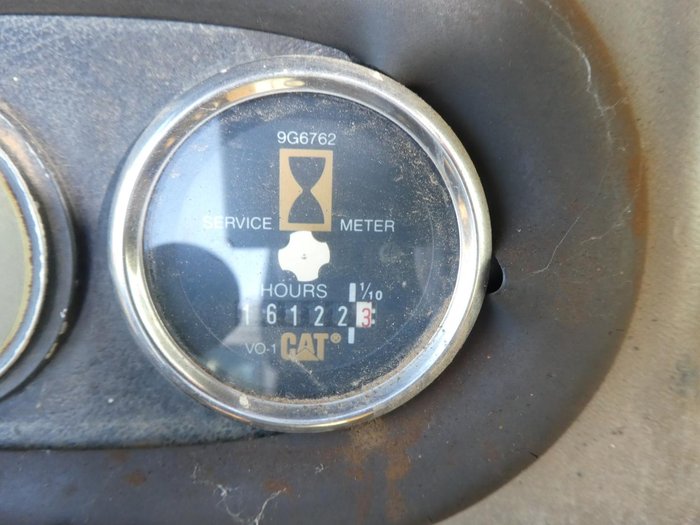 9G6762
SERVICE METER
HOURS 1/10
161223
VO-1 CAT®